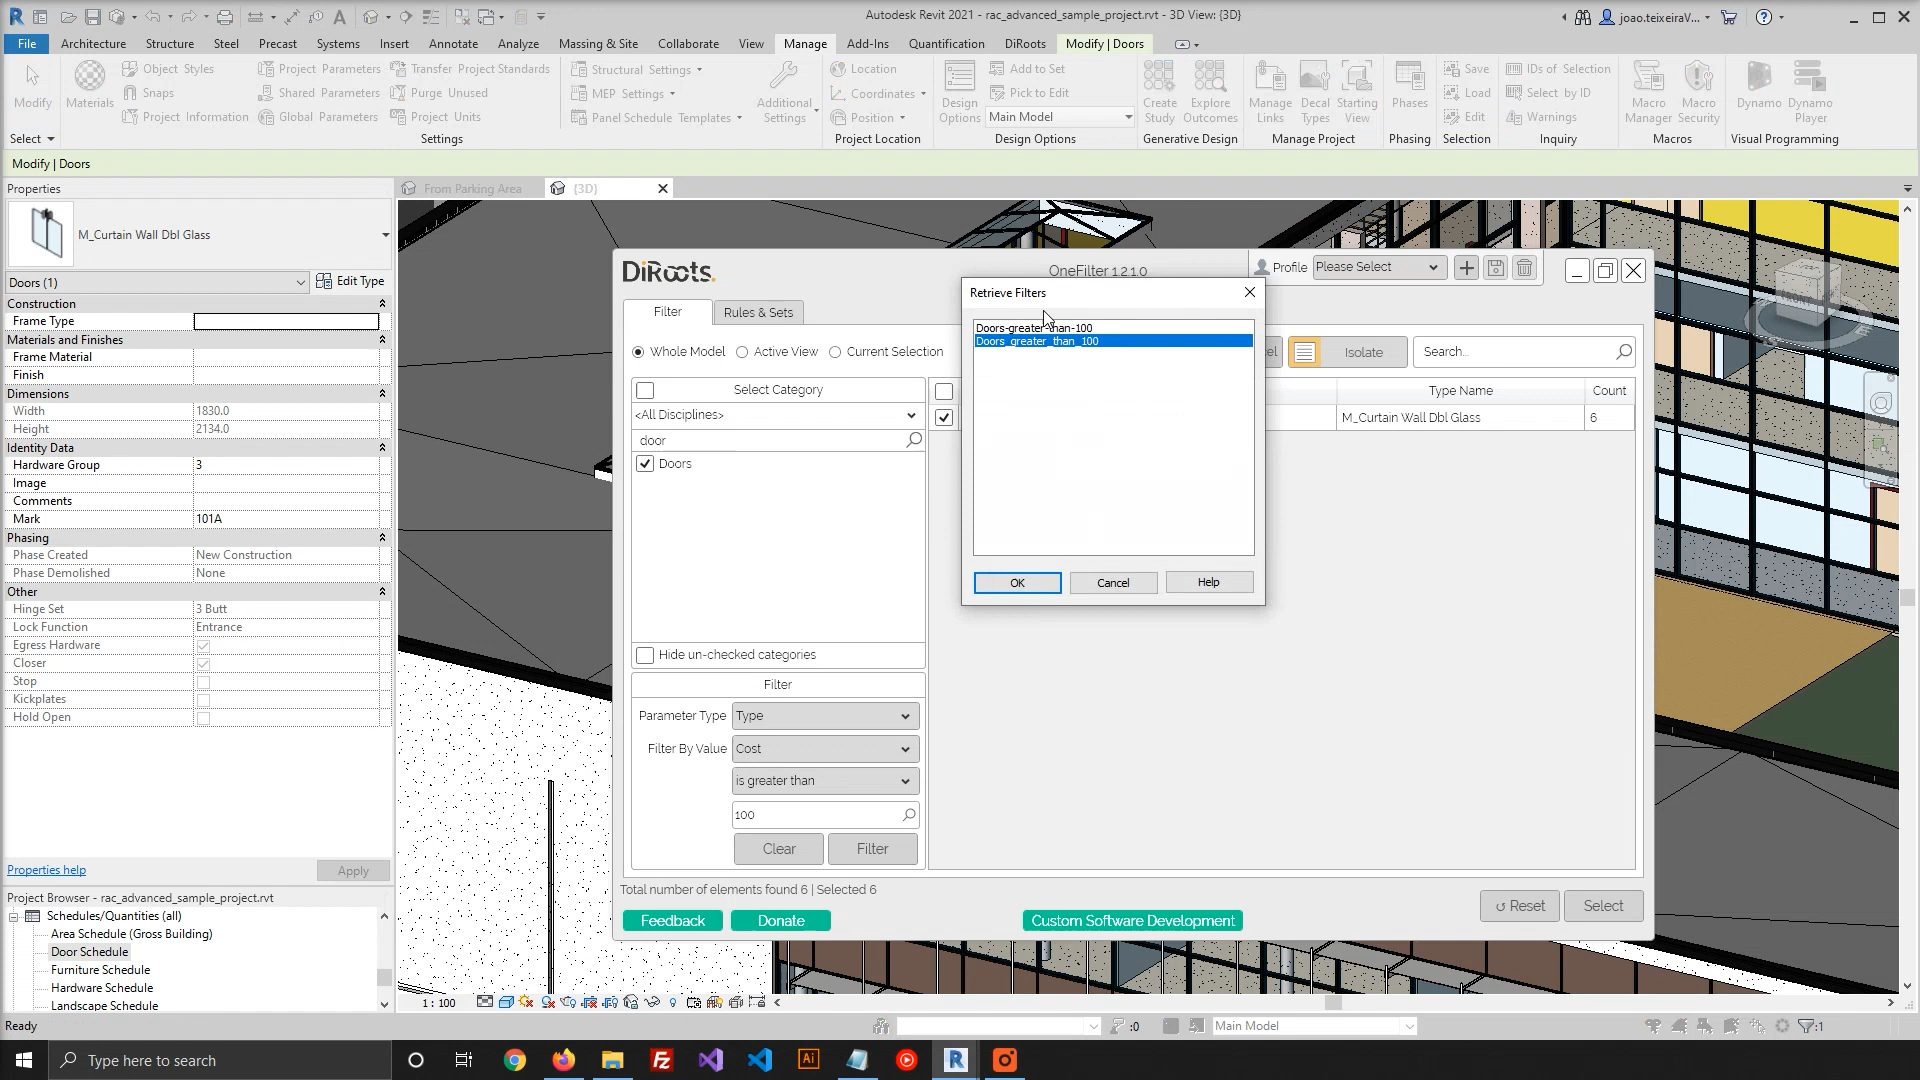 Autodesk Revit 2021 - rac_advanced_sample_project.rvt - 3D View: {3D}
joao.teixeiraV...
File Architecture Structure Steel Precast Systems Insert Annotate Analyze Massing & Site Collaborate View Manage Add-Ins Quantification DiRoots Modify | Doors
Modify
Materials
Object Styles
Snaps
Project Information
Project Parameters
Shared Parameters
Global Parameters
Transfer Project Standards
Purge Unused
Project Units
Structural Settings
MEP Settings
Panel Schedule Templates
Additional Settings
Location
Coordinates
Position
Design Options
Add to Set
Pick to Edit
Main Model
Create Study
Explore Outcomes
Manage Links
Decal Types
Starting View
Phases
Save
Load
Edit
IDs of Selection
Select by ID
Warnings
Macro Manager
Macro Security
Dynamo
Dynamo Player
Select Settings Project Location Design Options Generative Design Manage Project Phasing Selection Inquiry Macros Visual Programming
Modify | Doors
Properties
M_Curtain Wall Dbl Glass
Doors (1) Edit Type
Construction
Frame Type
Materials and Finishes
Frame Material
Finish
Dimensions
Width 1830.0
Height 2134.0
Identity Data
Hardware Group 3
Image
Comments
Mark 101A
Phasing
Phase Created New Construction
Phase Demolished None
Other
Hinge Set 3 Butt
Lock Function Entrance
Egress Hardware
Closer
Stop
Kickplates
Hold Open
Properties help Apply
Project Browser - rac_advanced_sample_project.rvt
Schedules/Quantities (all)
Area Schedule (Gross Building)
Door Schedule
Furniture Schedule
Hardware Schedule
Landscape Schedule
From Parking Area {3D}
FRONT
DiRoots.
OneFilter 1.2.1.0
Profile Please Select
Filter Rules & Sets
Whole Model Active View Current Selection
Isolate Search...
Select Category
<All Disciplines>
door
Doors
Hide un-checked categories
Filter
Parameter Type Type
Filter By Value Cost
is greater than
100
Clear Filter
Type Name Count
M_Curtain Wall Dbl Glass 6
Retrieve Filters
Doors-greater-than-100
Doors_greater_than_100
OK Cancel Help
Total number of elements found 6 | Selected 6
Feedback Donate Custom Software Development
Reset Select
1 : 100
Ready
:0 Main Model :1
Type here to search